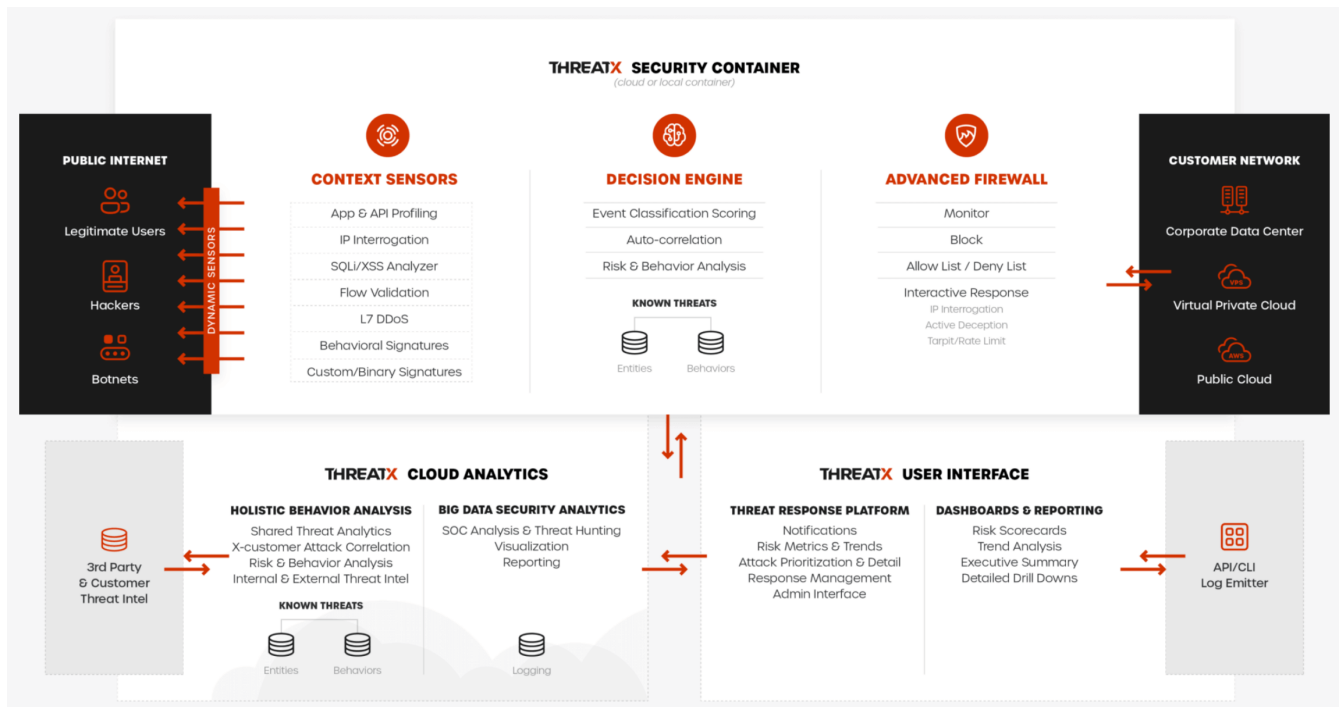 THREATX SECURITY CONTAINER
(cloud or local container)
PUBLIC INTERNET
Legitimate Users
Hackers
Botnets
DYNAMIC SENSORS
CONTEXT SENSORS
App & API Profiling
IP Interrogation
SQLi/XSS Analyzer
Flow Validation
L7 DDoS
Behavioral Signatures
Custom/Binary Signatures
DECISION ENGINE
Event Classification Scoring
Auto-correlation
Risk & Behavior Analysis
KNOWN THREATS
Entities
Behaviors
ADVANCED FIREWALL
Monitor
Block
Allow List / Deny List
Interactive Response
IP Interrogation
Active Deception
Tarpit/Rate Limit
CUSTOMER NETWORK
Corporate Data Center
VPS
Virtual Private Cloud
AWS
Public Cloud
3rd Party
& Customer
Threat Intel
THREATX CLOUD ANALYTICS
HOLISTIC BEHAVIOR ANALYSIS
Shared Threat Analytics
X-customer Attack Correlation
Risk & Behavior Analysis
Internal & External Threat Intel
KNOWN THREATS
Entities
Behaviors
BIG DATA SECURITY ANALYTICS
SOC Analysis & Threat Hunting
Visualization
Reporting
Logging
THREATX USER INTERFACE
THREAT RESPONSE PLATFORM
Notifications
Risk Metrics & Trends
Attack Prioritization & Detail
Response Management
Admin Interface
DASHBOARDS & REPORTING
Risk Scorecards
Trend Analysis
Executive Summary
Detailed Drill Downs
API/CLI
Log Emitter